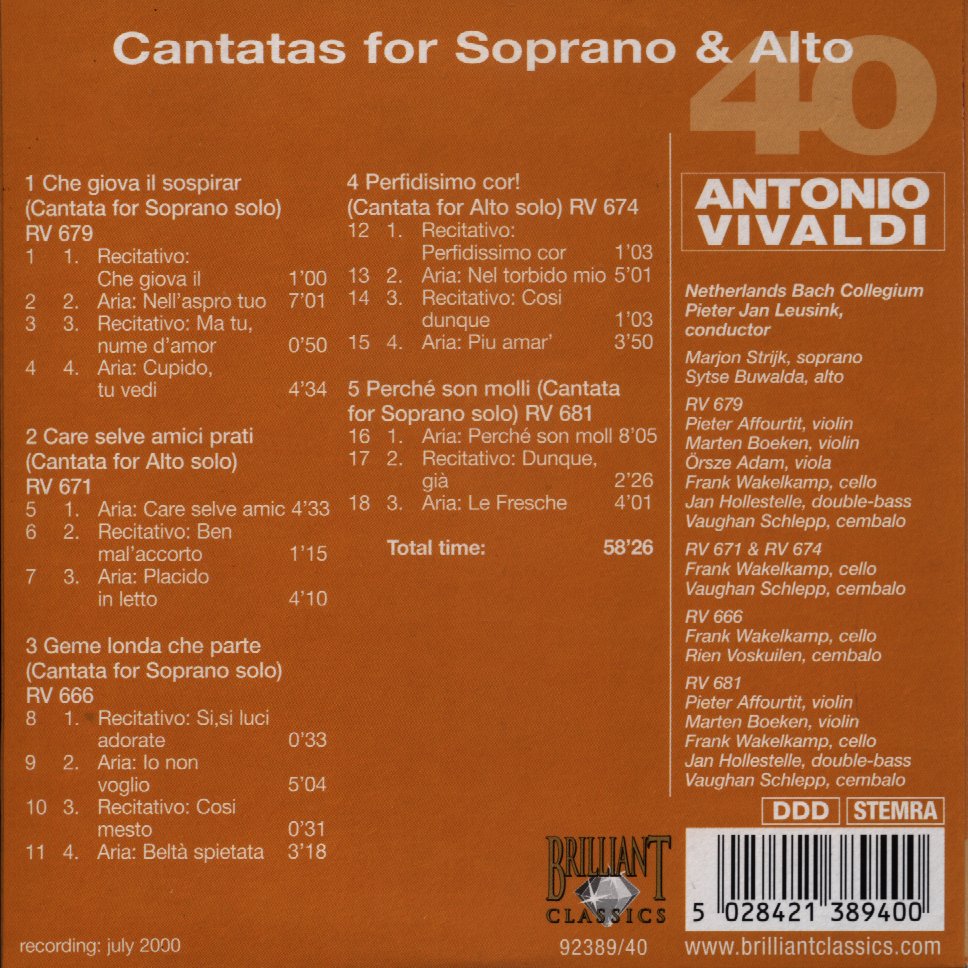 Cantatas for Soprano & Alto
40
1 Che giova il sospirar
(Cantata for Soprano solo)
RV 679
1 1. Recitativo:
Che giova il 1'00
2 2. Aria: Nell'aspro tuo 7'01
3 3. Recitativo: Ma tu,
nume d'amor 0'50
4 4. Aria: Cupido,
tu vedi 4'34
2 Care selve amici prati
(Cantata for Alto solo)
RV 671
5 1. Aria: Care selve amic 4'33
6 2. Recitativo: Ben
mal'accorto 1'15
7 3. Aria: Placido
in letto 4'10
3 Geme londa che parte
(Cantata for Soprano solo)
RV 666
8 1. Recitativo: Si,si luci
adorate 0'33
9 2. Aria: Io non
voglio 5'04
10 3. Recitativo: Cosi
mesto 0'31
11 4. Aria: Beltà spietata 3'18
recording: july 2000
4 Perfidisimo cor!
(Cantata for Alto solo) RV 674
12 1. Recitativo:
Perfidissimo cor 1'03
13 2. Aria: Nel torbido mio 5'01
14 3. Recitativo: Cosi
dunque 1'03
15 4. Aria: Piu amar' 3'50
5 Perché son molli (Cantata
for Soprano solo) RV 681
16 1. Aria: Perché son moll 8'05
17 2. Recitativo: Dunque,
già 2'26
18 3. Aria: Le Fresche 4'01
Total time: 58'26
BRILLIANT
CLASSICS
92389/40
ANTONIO
VIVALDI
Netherlands Bach Collegium
Pieter Jan Leusink,
conductor
Marjon Strijk, soprano
Sytse Buwalda, alto
RV 679
Pieter Affourtit, violin
Marten Boeken, violin
Örsze Adam, viola
Frank Wakelkamp, cello
Jan Hollestelle, double-bass
Vaughan Schlepp, cembalo
RV 671 & RV 674
Frank Wakelkamp, cello
Vaughan Schlepp, cembalo
RV 666
Frank Wakelkamp, cello
Rien Voskuilen, cembalo
RV 681
Pieter Affourtit, violin
Marten Boeken, violin
Frank Wakelkamp, cello
Jan Hollestelle, double-bass
Vaughan Schlepp, cembalo
DDD STEMRA
5 028421 389400
www.brilliantclassics.com